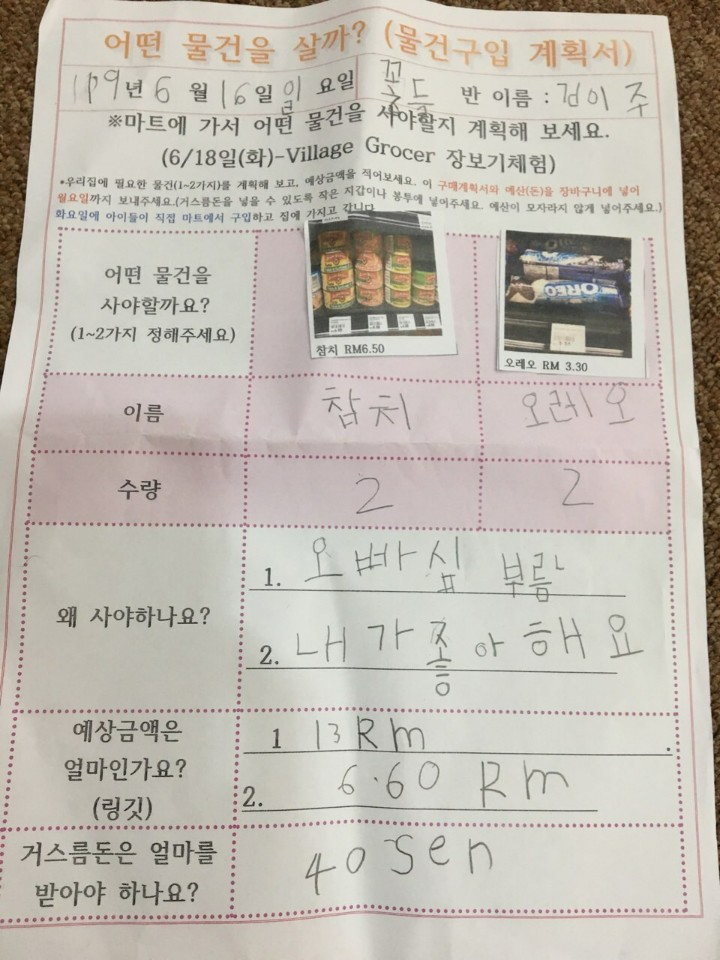 어떤 물건을 살까? (물건구입 계획서)
119년 6 월 16일 일 요일 꽃들 반 이름 : 김이주
※마트에 가서 어떤 물건을 사야할지 계획해 보세요.
(6/18일(화)-Village Grocer 장보기체험)
•우리집에 필요한 물건(1~2가지)를 계획해 보고, 예상금액을 적어보세요. 이 구매계획서와 예산(돈)을 장바구니에 넣어
월요일까지 보내주세요.(거스름돈을 넣을 수 있도록 작은 지갑이나 봉투에 넣어주세요. 예산이 모자라지 않게 넣어주세요.)
화요일에 아이들이 직접 마트에서 구입하고 집에 가지고 갑니다
어떤 물건을
사야할까요?
(1~2가지 정해주세요)
OREO
참치 RM6.50
오레오 RM 3.30
이름
참치
오레오
수량
2
2
왜 사야하나요?
1. 오빠심 부름
2. 내가좋아해요
예상금액은
얼마인가요?
(링깃)
1 13Rm
2. 6.60 Rm
거스름돈은 얼마를
받아야 하나요?
40sen